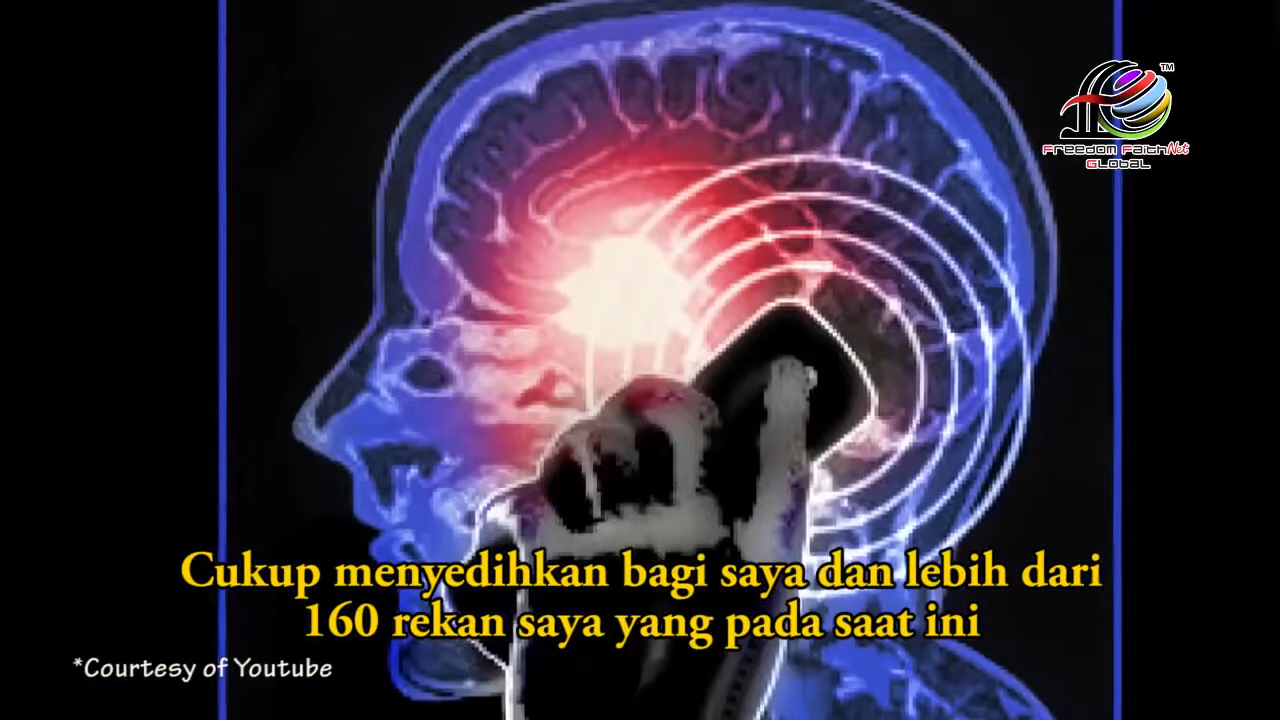 TM
Freedom FaithNet
Global
Cukup menyedihkan bagi saya dan lebih dari
160 rekan saya yang pada saat ini
*Courtesy of Youtube